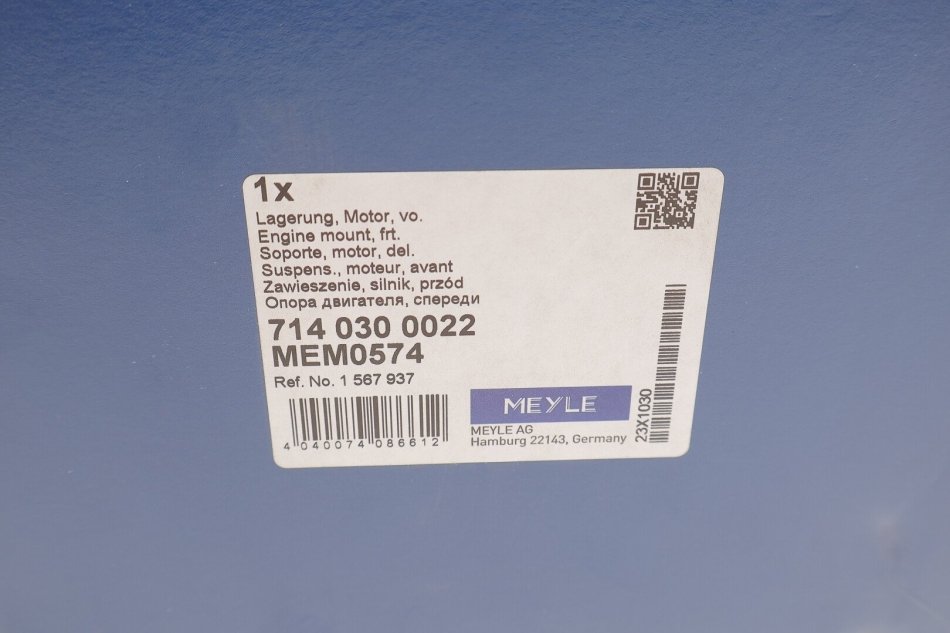 1x
Lagerung, Motor, vo.
Engine mount, frt.
Soporte, motor, del.
Suspens., moteur, avant
Zawieszenie, silnik, przód
Опора двигателя, спереди
714 030 0022
MEM0574
Ref. No. 1 567 937
4 040074 086612
MEYLE
MEYLE AG
Hamburg 22143, Germany
23X1030